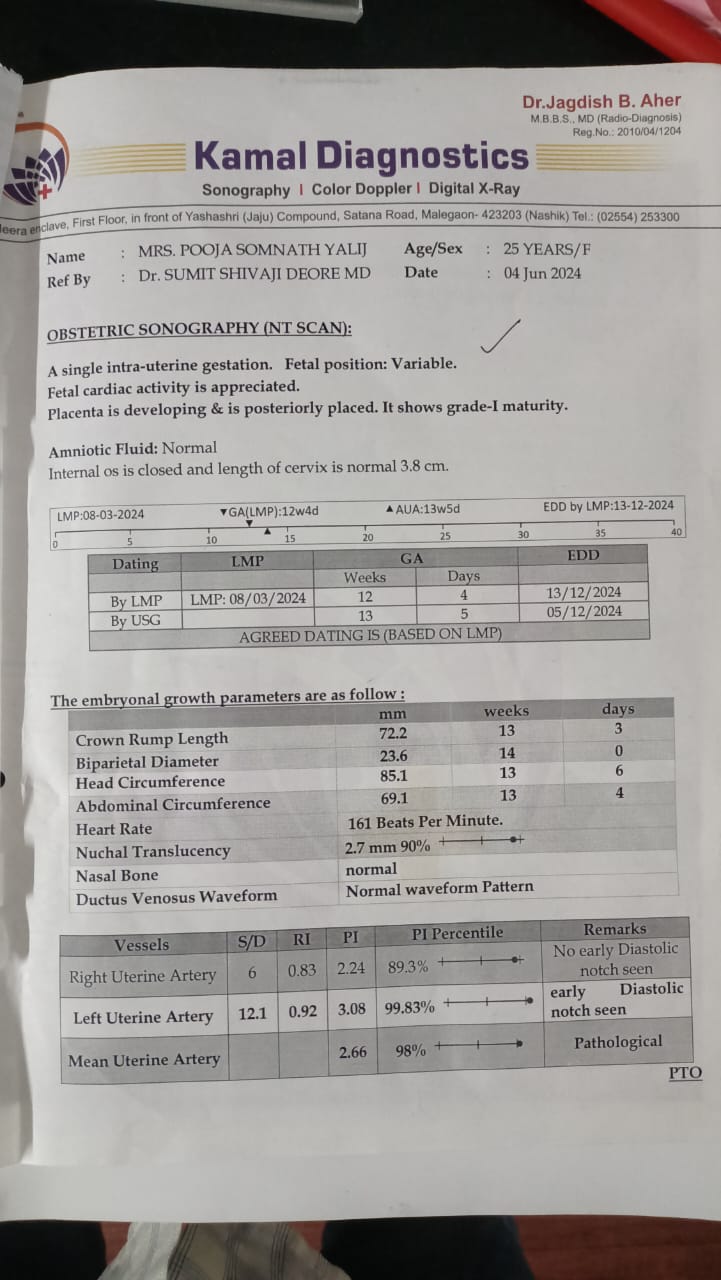 Dr.Jagdish B. Aher
M.B.B.S., MD (Radio-Diagnosis)
Reg.No.: 2010/04/1204
Kamal Diagnostics
Sonography I Color Doppler I Digital X-Ray
enclave, First Floor, in front of Yashashri (Jaju) Compound, Satana Road, Malegaon- 423203 (Nashik) Tel.: (02554) 253300
Name : MRS. POOJA SOMNATH YALIJ Age/Sex : 25 YEARS/F
Ref By : Dr. SUMIT SHIVAJI DEORE MD Date : 04 Jun 2024
OBSTETRIC SONOGRAPHY (NT SCAN):
A single intra-uterine gestation. Fetal position: Variable.
Fetal cardiac activity is appreciated.
Placenta is developing & is posteriorly placed. It shows grade-I maturity.
Amniotic Fluid: Normal
Internal os is closed and length of cervix is normal 3.8 cm.
LMP:08-03-2024 ▼GA(LMP):12w4d ▲AUA:13w5d EDD by LMP:13-12-2024
0 5 10 15 20 25 30 35 40
Dating LMP GA EDD
Weeks Days
By LMP LMP: 08/03/2024 12 4 13/12/2024
By USG 13 5 05/12/2024
AGREED DATING IS (BASED ON LMP)
The embryonal growth parameters are as follow :
mm weeks days
Crown Rump Length 72.2 13 3
Biparietal Diameter 23.6 14 0
Head Circumference 85.1 13 6
Abdominal Circumference 69.1 13 4
Heart Rate 161 Beats Per Minute.
Nuchal Translucency 2.7 mm 90%
Nasal Bone normal
Ductus Venosus Waveform Normal waveform Pattern
Vessels S/D RI PI PI Percentile Remarks
Right Uterine Artery 6 0.83 2.24 89.3% No early Diastolic
notch seen
Left Uterine Artery 12.1 0.92 3.08 99.83% early Diastolic
notch seen
Mean Uterine Artery 2.66 98% Pathological
PTO